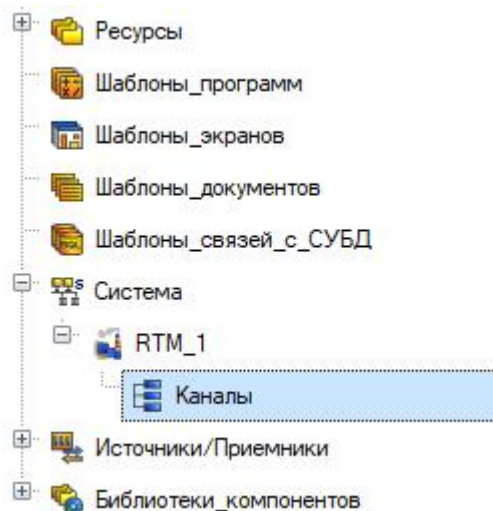 Ресурсы
Шаблоны_программ
Шаблоны_экранов
Шаблоны_документов
Шаблоны_связей_с_СУБД
Система
RTM_1
Каналы
Источники/Приемники
Библиотеки_компонентов